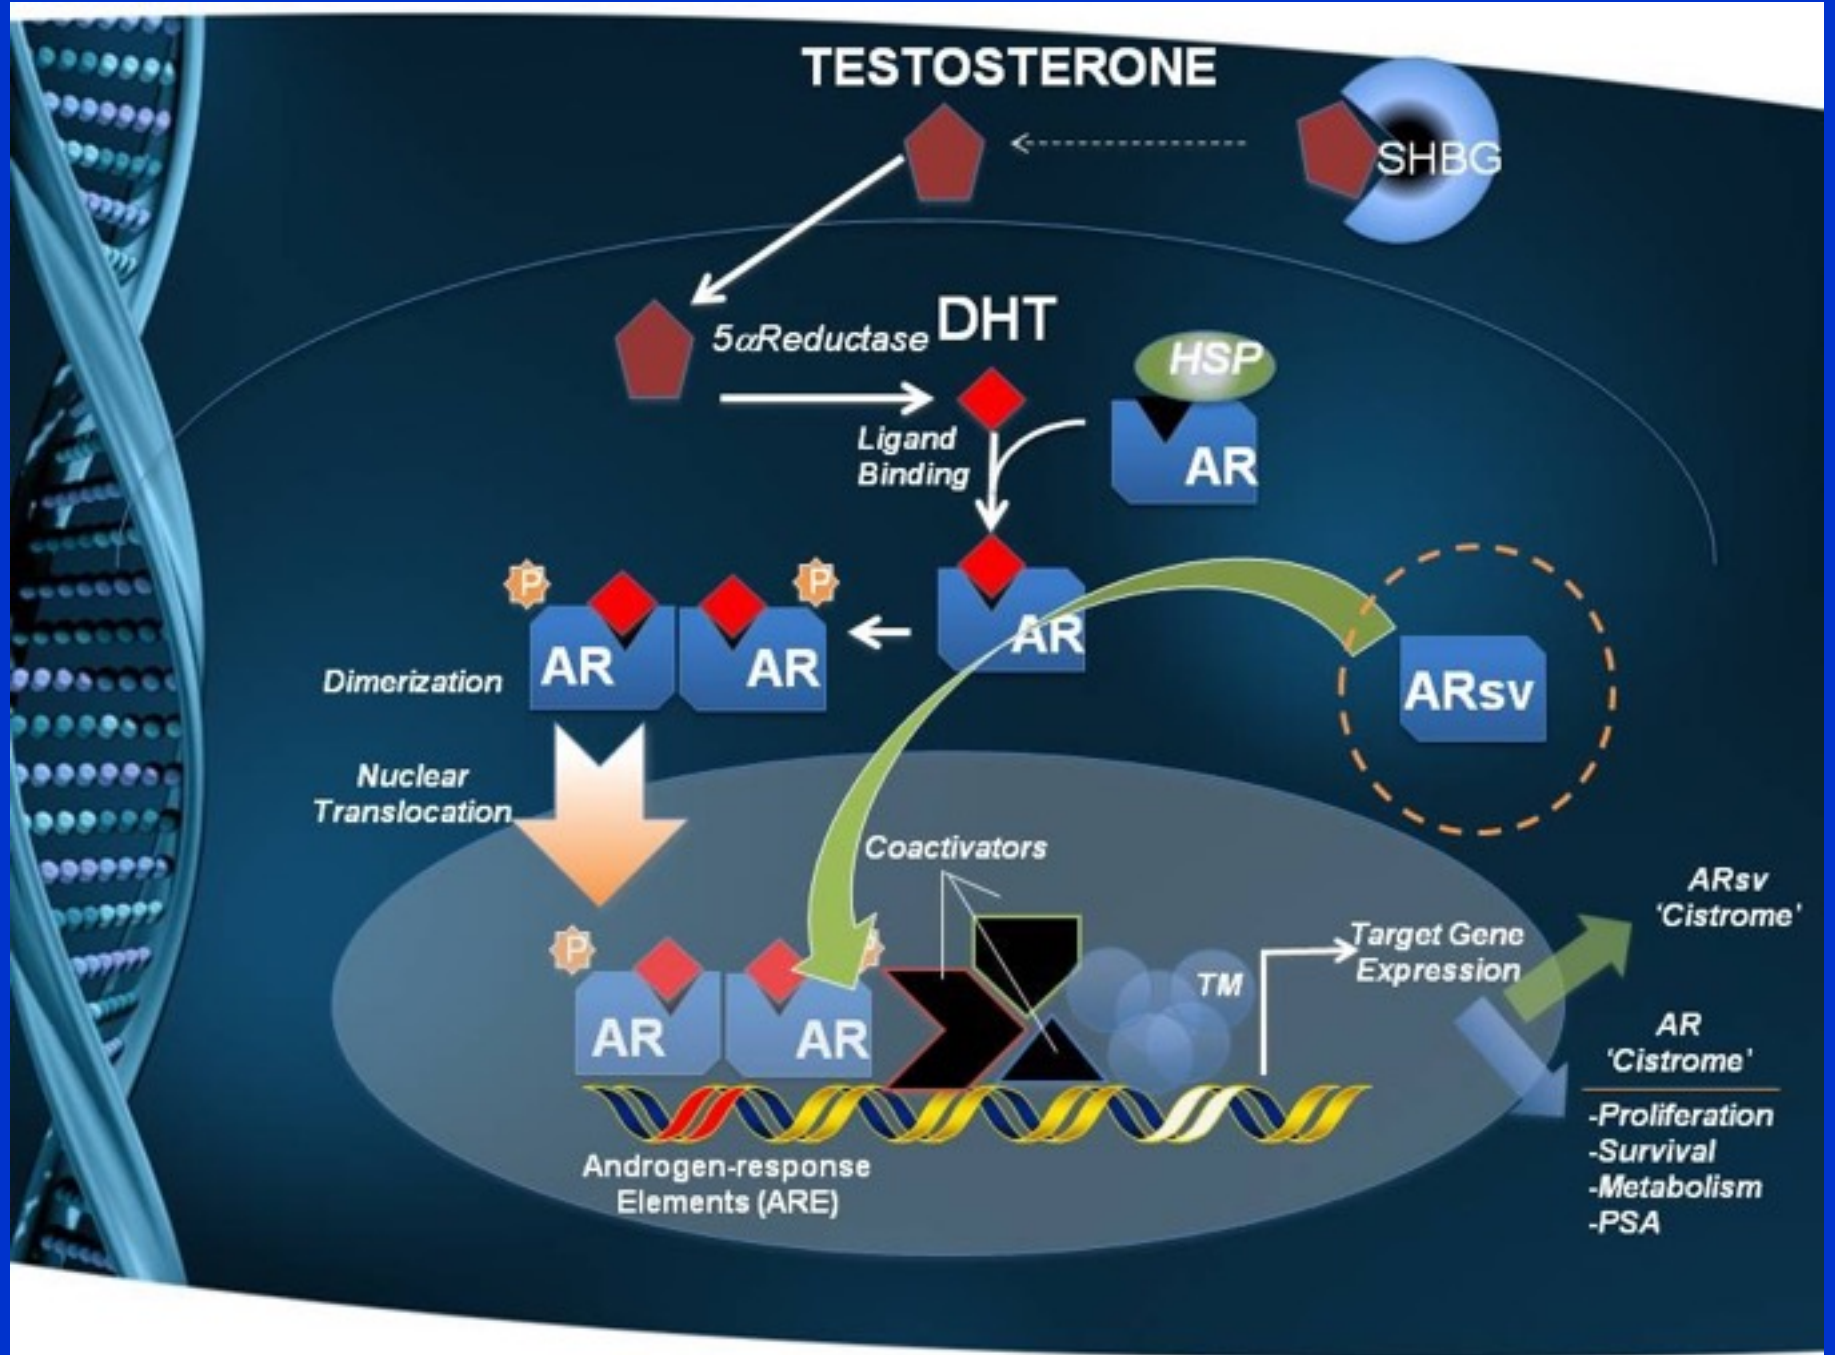 TESTOSTERONE
SHBG
5αReductase
DHT
HSP
AR
Ligand
Binding
P
P
AR
AR
AR
ARsv
Dimerization
Nuclear
Translocation
Coactivators
ARsv
'Cistrome'
P
P
Target Gene
Expression
TM
AR
AR
AR
'Cistrome'
-Proliferation
-Survival
-Metabolism
-PSA
Androgen-response
Elements (ARE)